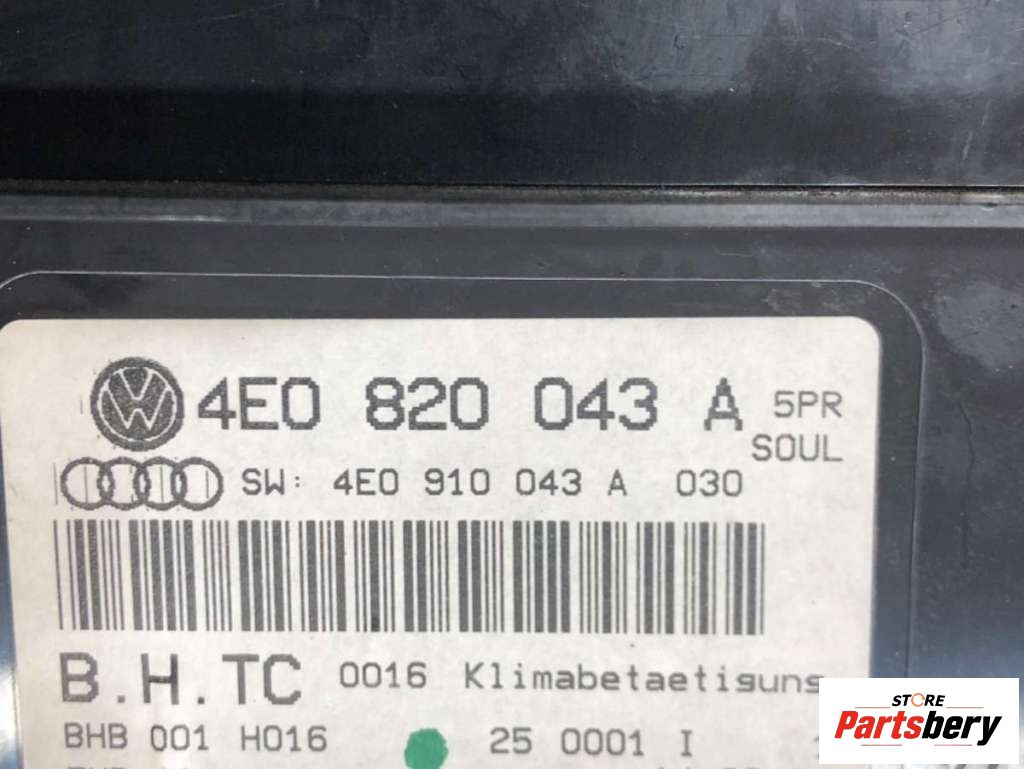 4E0 820 043 A 5PR
SOUL
SW: 4E0 910 043 A 030
B.H.TC 0016 Klimabetaetigung
BHB 001 H016 25 0001 I
STORE
Partsbery